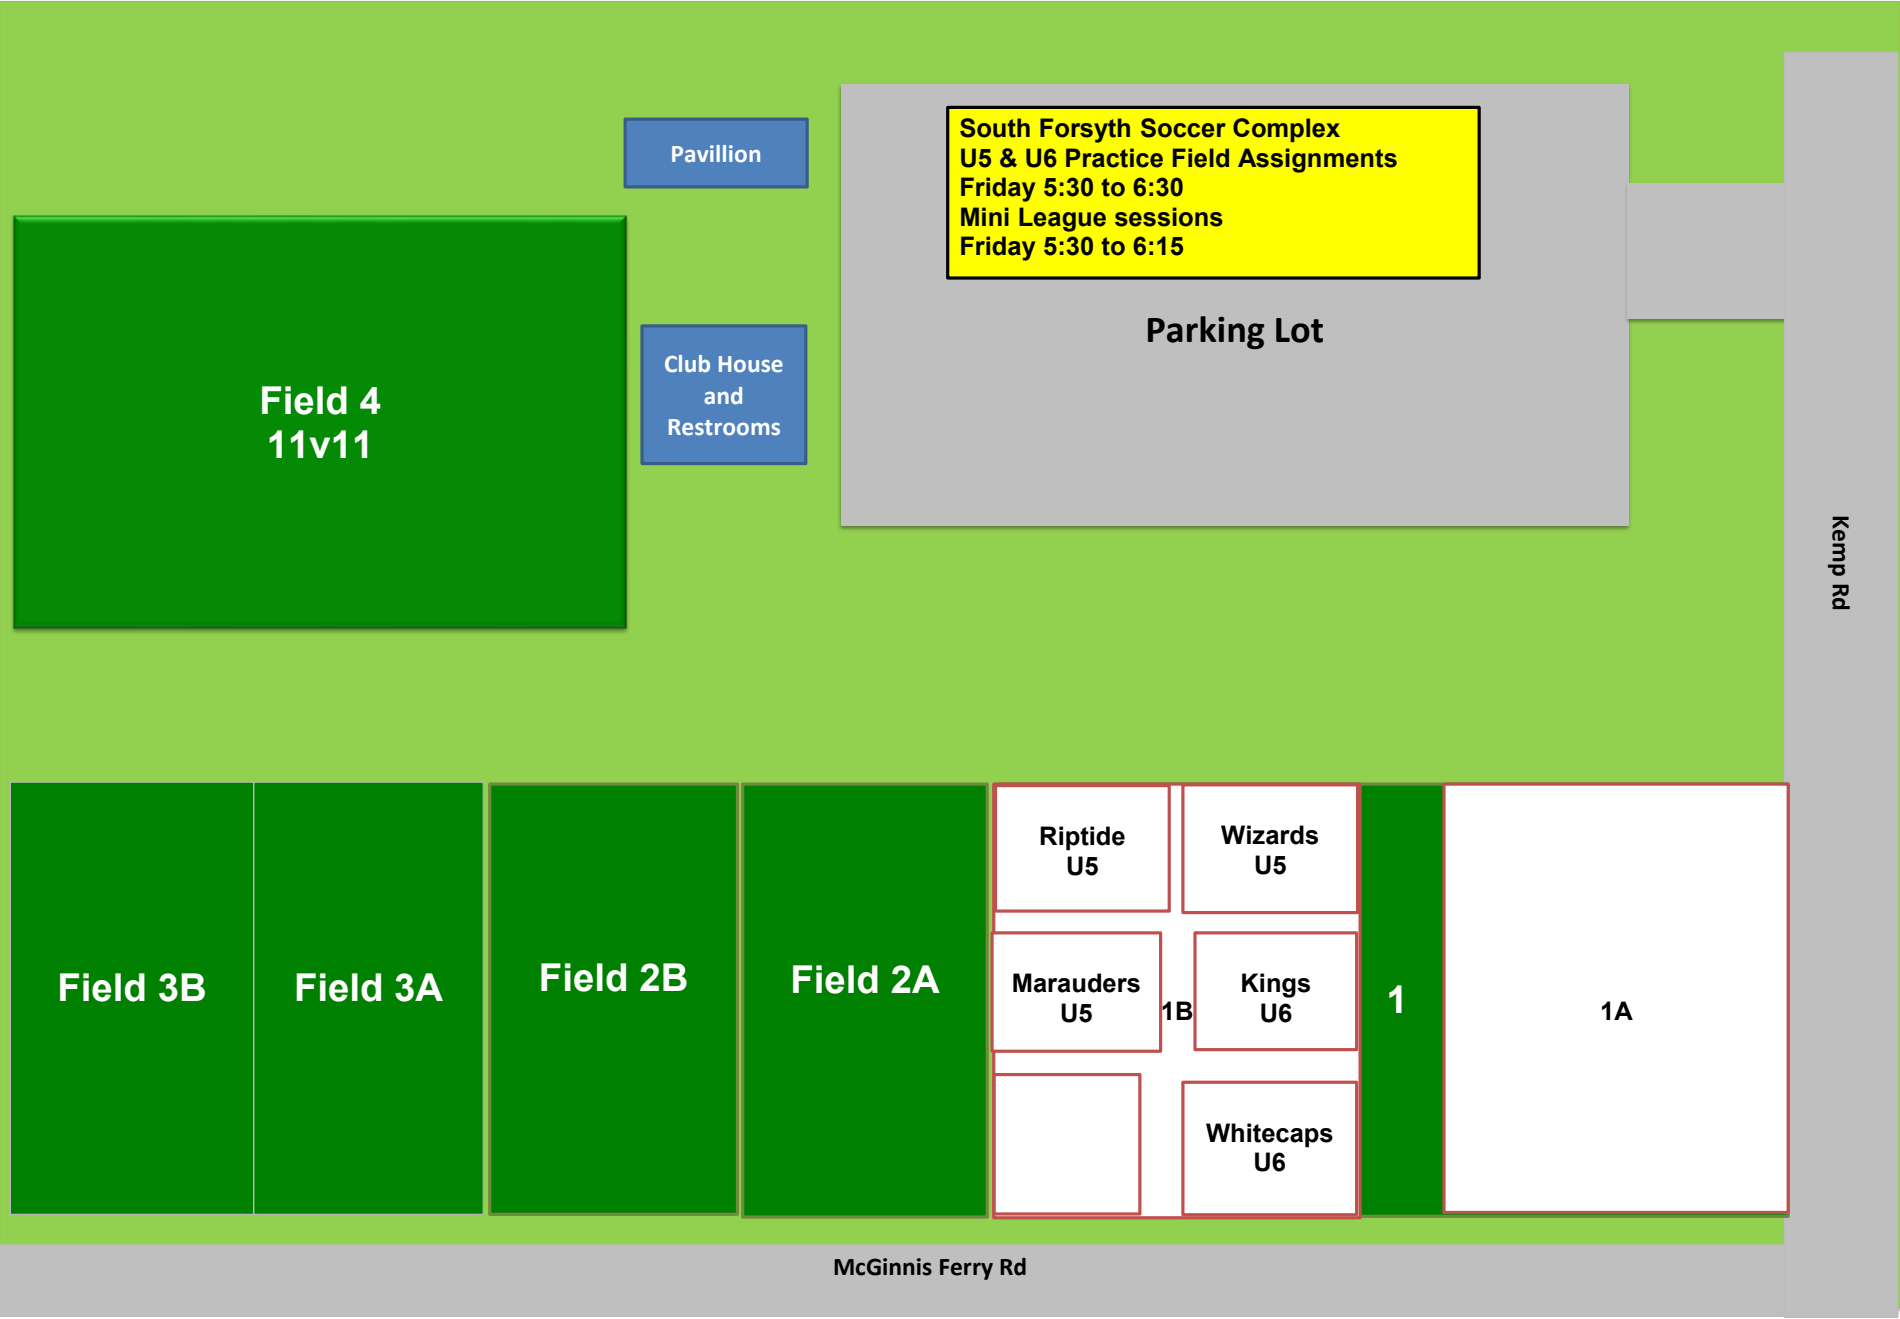 Pavillion
South Forsyth Soccer Complex
U5 & U6 Practice Field Assignments
Friday 5:30 to 6:30
Mini League sessions
Friday 5:30 to 6:15
Parking Lot
Club House
and
Restrooms
Field 4
11v11
Kemp Rd
Riptide
U5
Wizards
U5
Field 3B
Field 3A
Field 2B
Field 2A
Marauders
U5
1B
Kings
U6
1
1A
Whitecaps
U6
McGinnis Ferry Rd